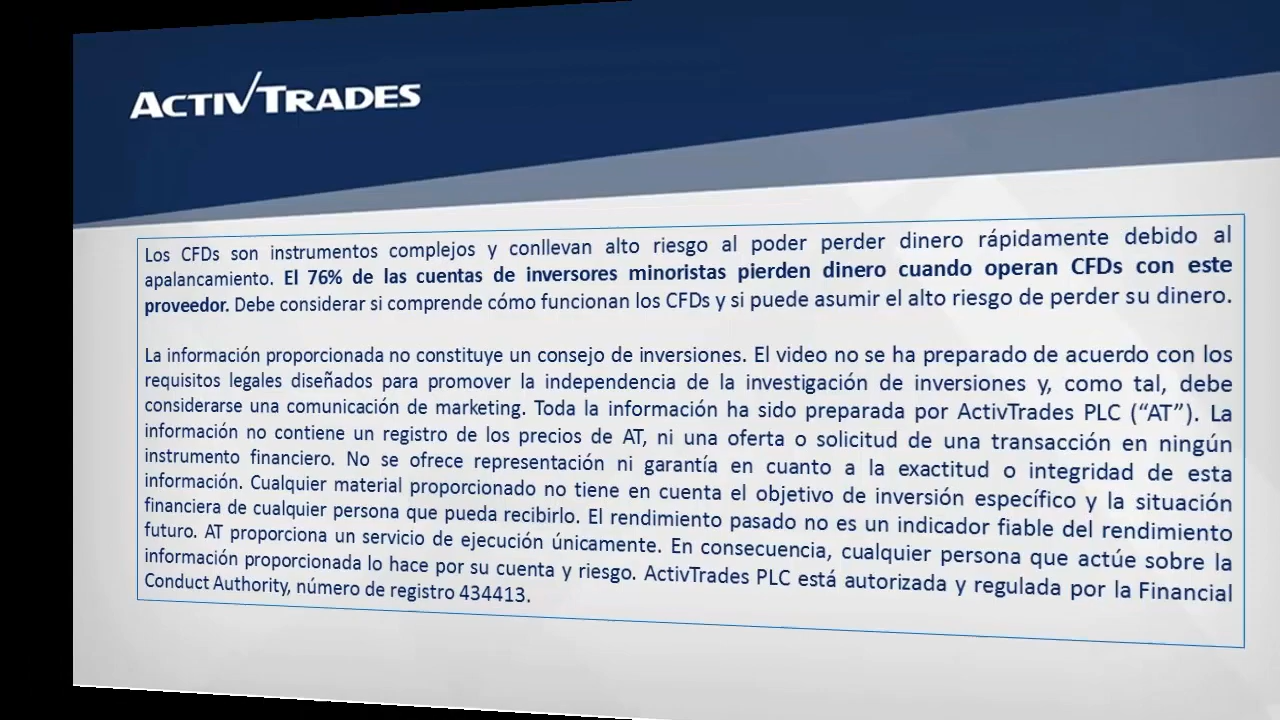 ACTIVTRADES
Los CFDs son instrumentos complejos y conllevan alto riesgo al poder perder dinero rápidamente debido al
apalancamiento. El 76% de las cuentas de inversores minoristas pierden dinero cuando operan CFDs con este
proveedor. Debe considerar si comprende cómo funcionan los CFDs y si puede asumir el alto riesgo de perder su dinero.
La información proporcionada no constituye un consejo de inversiones. El video no se ha preparado de acuerdo con los
requisitos legales diseñados para promover la independencia de la investigación de inversiones y, como tal, debe
considerarse una comunicación de marketing. Toda la información ha sido preparada por ActivTrades PLC (“AT”). La
información no contiene un registro de los precios de AT, ni una oferta o solicitud de una transacción en ningún
instrumento financiero. No se ofrece representación ni garantía en cuanto a la exactitud o integridad de esta
información. Cualquier material proporcionado no tiene en cuenta el objetivo de inversión específico y la situación
financiera de cualquier persona que pueda recibirlo. El rendimiento pasado no es un indicador fiable del rendimiento
futuro. AT proporciona un servicio de ejecución únicamente. En consecuencia, cualquier persona que actúe sobre la
información proporcionada lo hace por su cuenta y riesgo. ActivTrades PLC está autorizada y regulada por la Financial
Conduct Authority, número de registro 434413.